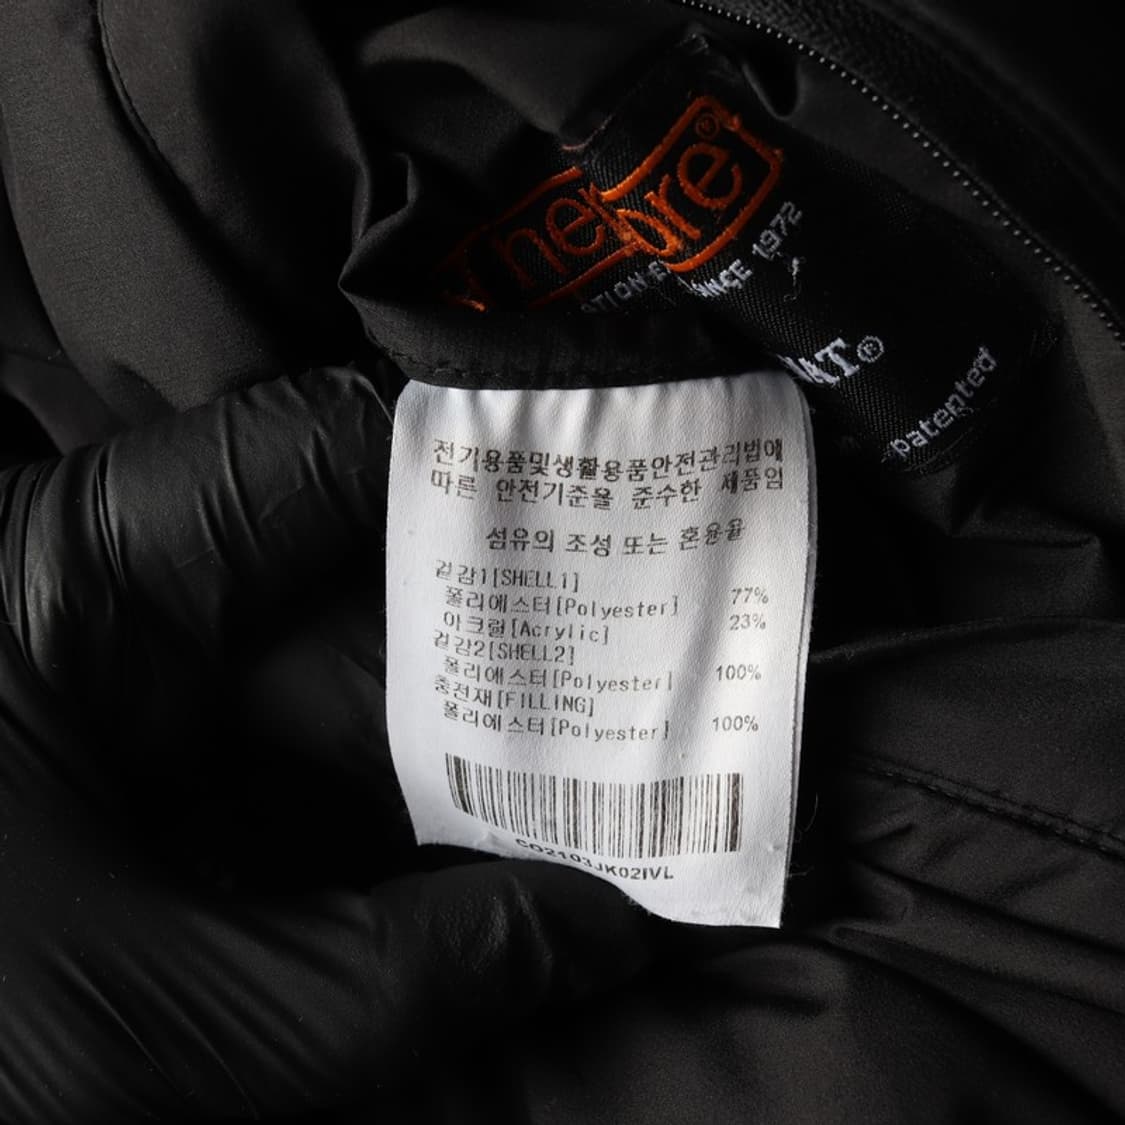 Thermore®
SINCE 1972
patented
전기용품및생활용품안전관리법에
따른 안전기준을 준수한 제품임
섬유의 조성 또는 혼용율
겉감1[SHELL1]
폴리에스터[Polyester] 77%
아크릴[Acrylic] 23%
겉감2[SHELL2]
폴리에스터[Polyester] 100%
충전재[FILLING]
폴리에스터[Polyester] 100%
CO2103JK02IVL